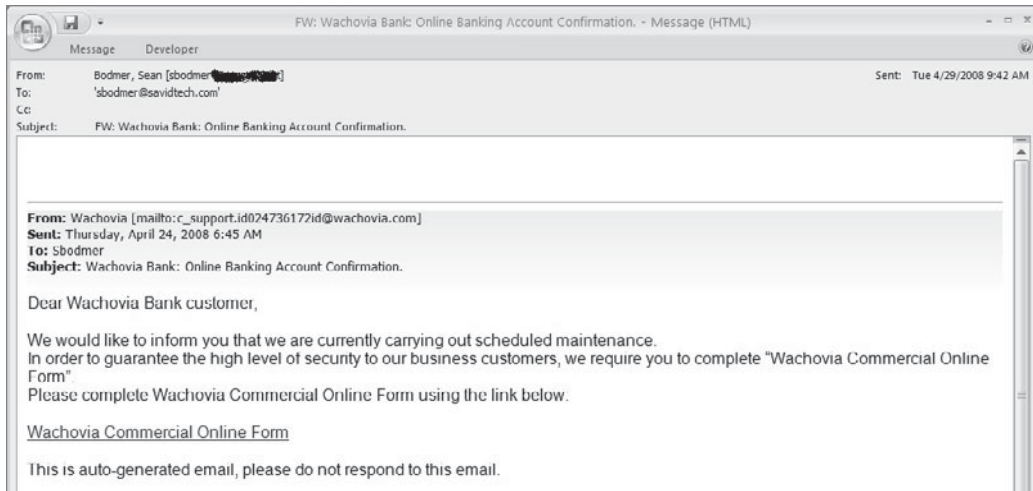 FW: Wachovia Bank: Online Banking Account Confirmation. - Message (HTML)
Message Developer
From: Bodmer, Sean [sbodmer
Sent: Tue 4/29/2008 9:42 AM
To: 'sbodmer@savidtech.com'
Cc:
Subject: FW: Wachovia Bank: Online Banking Account Confirmation.
From: Wachovia [mailto:c_support.id024736172id@wachovia.com]
Sent: Thursday, April 24, 2008 6:45 AM
To: Sbodmer
Subject: Wachovia Bank: Online Banking Account Confirmation.
Dear Wachovia Bank customer,
We would like to inform you that we are currently carrying out scheduled maintenance.
In order to guarantee the high level of security to our business customers, we require you to complete "Wachovia Commercial Online
Form".
Please complete Wachovia Commercial Online Form using the link below.
Wachovia Commercial Online Form
This is auto-generated email, please do not respond to this email.